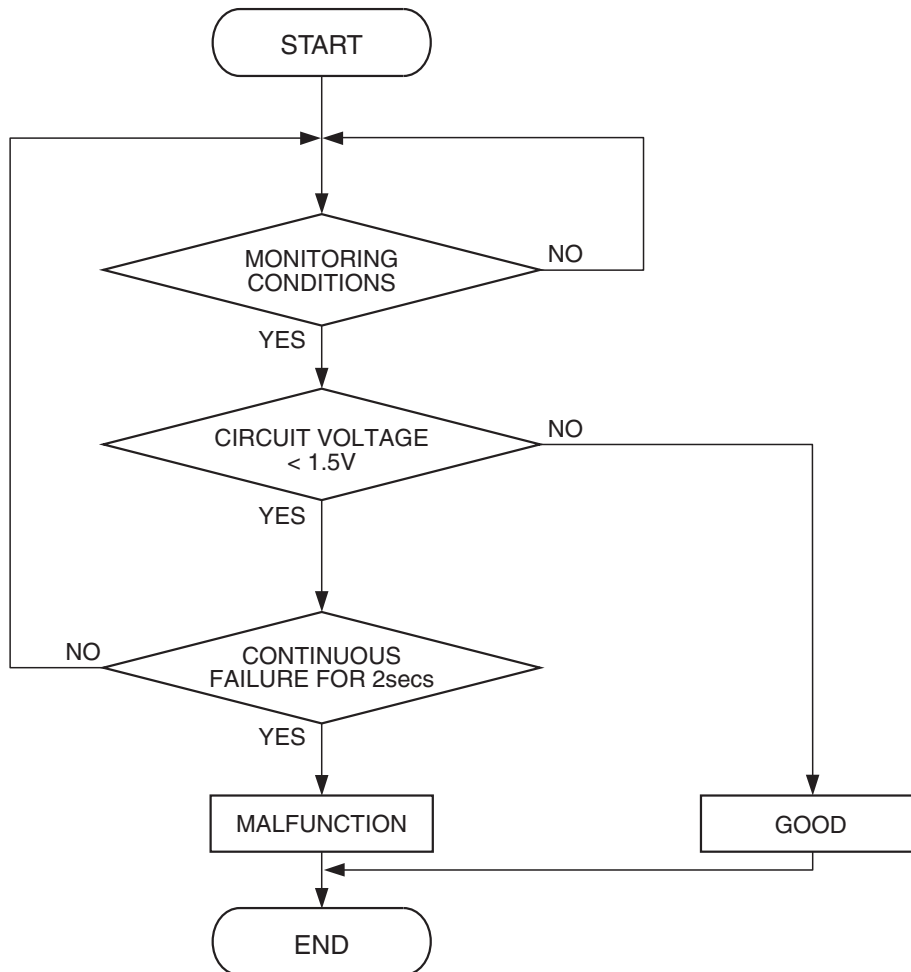 START
MONITORING
CONDITIONS
NO
YES
CIRCUIT VOLTAGE
< 1.5V
NO
YES
CONTINUOUS
FAILURE FOR 2secs
NO
YES
MALFUNCTION
GOOD
END